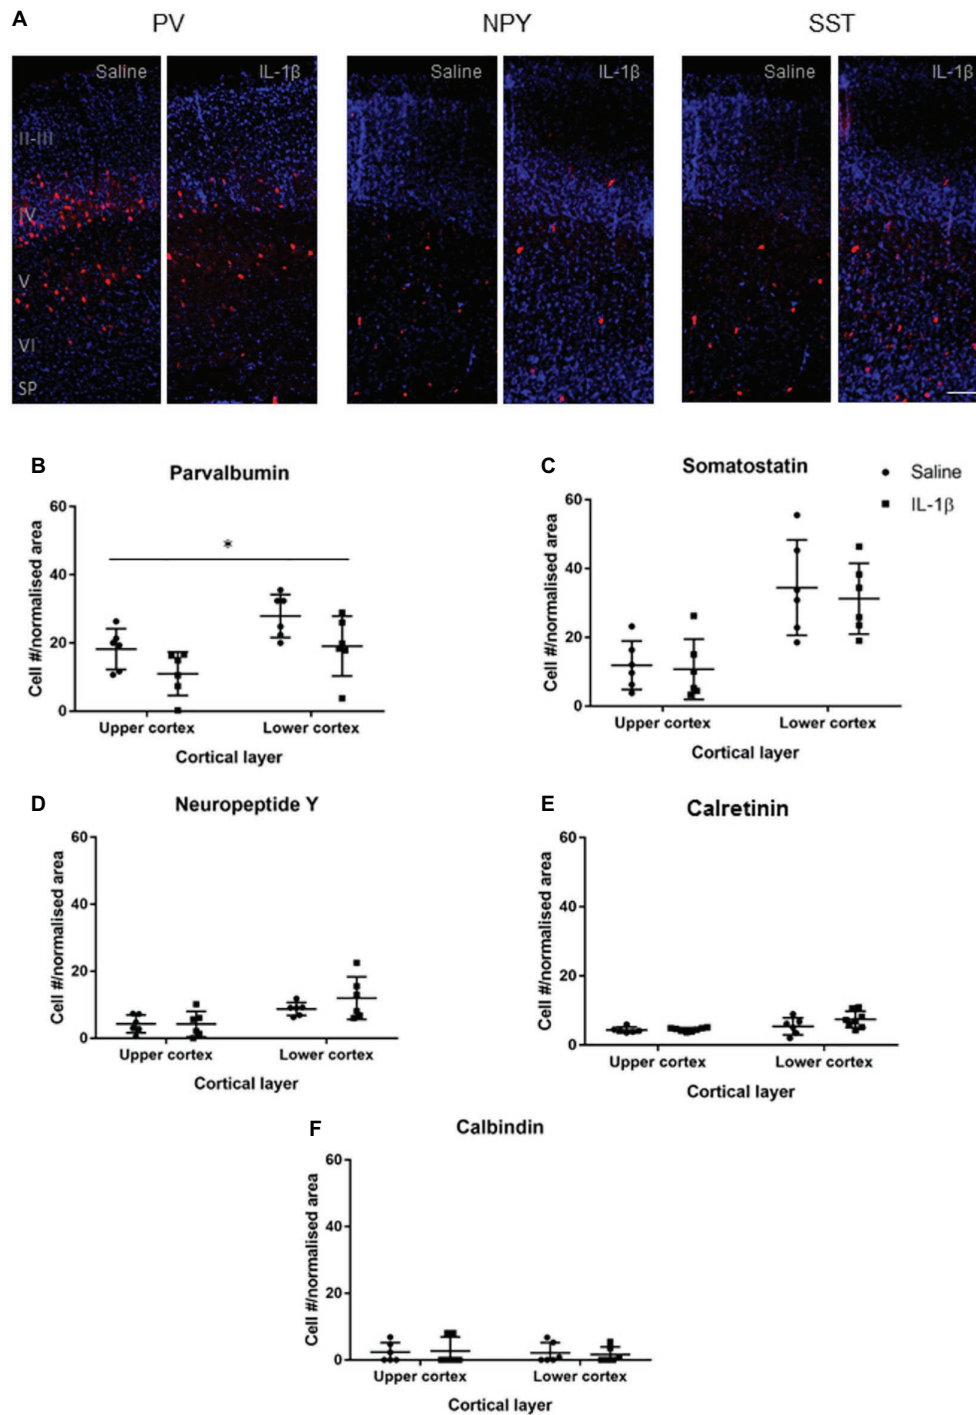 A
PV NPY SST
Saline IL-1β Saline IL-1β Saline IL-1β
II-III
IV
V
VI
SP
B
Parvalbumin
Cell #/normalised area
60
40
20
0
*
Upper cortex Lower cortex
Cortical layer
C
Somatostatin
Saline
IL-1β
Cell #/normalised area
60
40
20
0
Upper cortex Lower cortex
Cortical layer
D
Neuropeptide Y
Cell #/normalised area
60
40
20
0
Upper cortex Lower cortex
Cortical layer
E
Calretinin
Cell #/normalised area
60
40
20
0
Upper cortex Lower cortex
Cortical layer
F
Calbindin
Cell #/normalised area
60
40
20
0
Upper cortex Lower cortex
Cortical layer